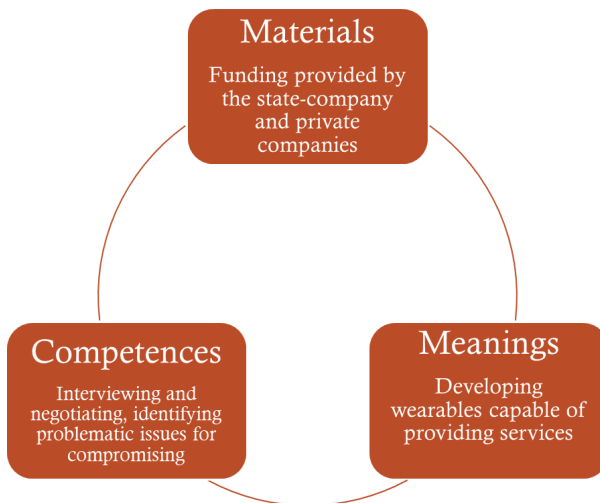 Materials
Funding provided by
the state-company
and private
companies
Competences
Interviewing and
negotiating, identifying
problematic issues for
compromising
Meanings
Developing
wearables capable of
providing services